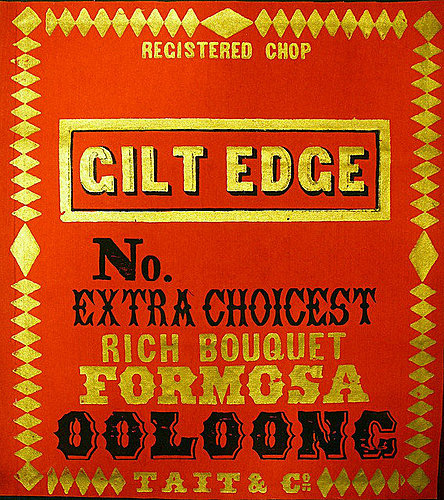 REGISTERED CHOP
GILT EDGE
No.
EXTRA CHOICEST
RICH BOUQUET
FORMOSA
OOLOONG
TAIT & Co